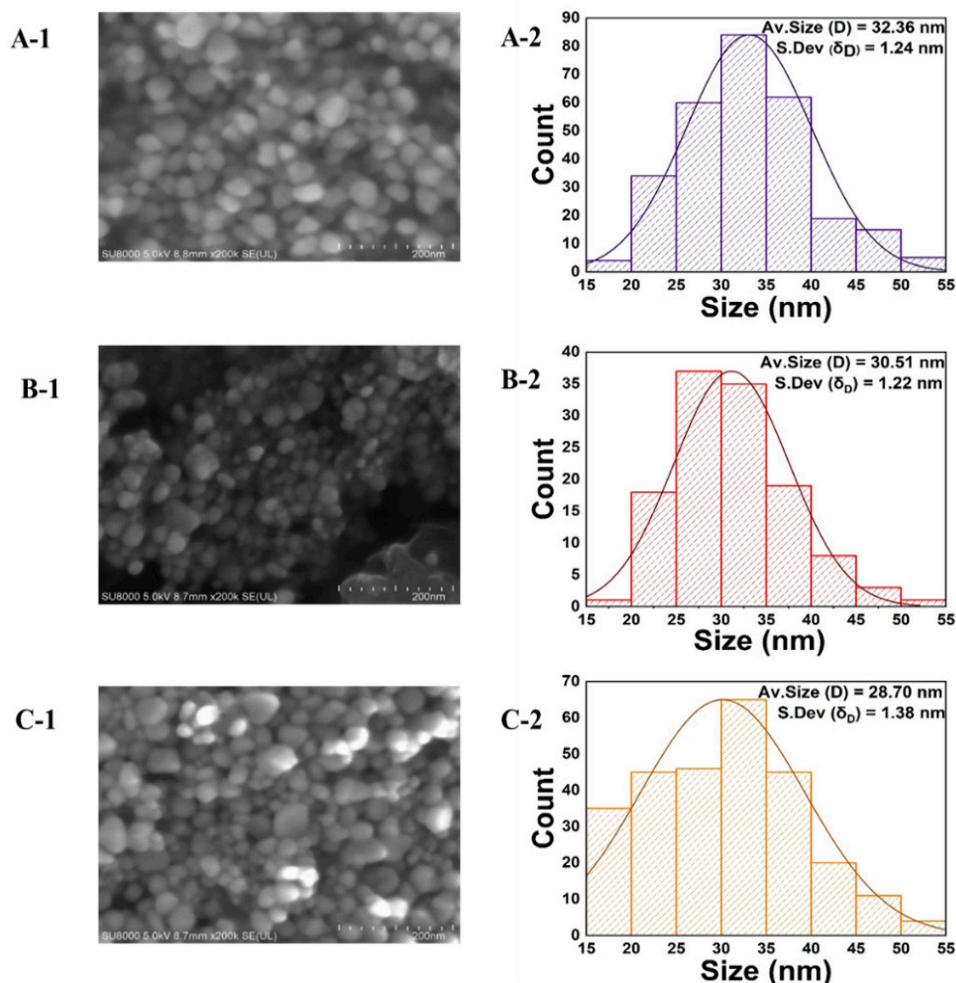 A-1
SU8000 5.0kV 8.8mm x200k SE(UL)
200nm
A-2
Av.Size (D) = 32.36 nm
S.Dev (δD) = 1.24 nm
Count
90
80
70
60
50
40
30
20
10
0
15 20 25 30 35 40 45 50 55
Size (nm)
B-1
SU8000 5.0kV 8.7mm x200k SE(UL)
200nm
B-2
Av.Size (D) = 30.51 nm
S.Dev (δD) = 1.22 nm
Count
40
35
30
25
20
15
10
5
0
15 20 25 30 35 40 45 50 55
Size (nm)
C-1
SU8000 5.0kV 8.7mm x200k SE(UL)
200nm
C-2
Av.Size (D) = 28.70 nm
S.Dev (δD) = 1.38 nm
Count
70
60
50
40
30
20
10
0
15 20 25 30 35 40 45 50 55
Size (nm)